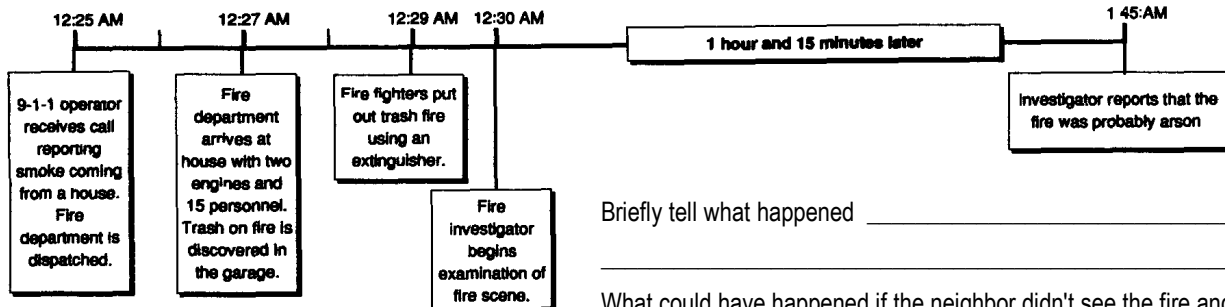 12:25 AM
12:27 AM
12:29 AM
12:30 AM
1 45:AM
1 hour and 15 minutes later
9-1-1 operator
receives call
reporting
smoke coming
from a house.
Fire
department is
dispatched.
Fire
department
arrives at
house with two
engines and
15 personnel.
Trash on fire is
discovered in
the garage.
Fire fighters put
out trash fire
using an
extinguisher.
Fire
investigator
begins
examination of
fire scene.
Investigator reports that the
fire was probably arson
Briefly tell what happened
What could have happened if the neighbor didn't see the fire and